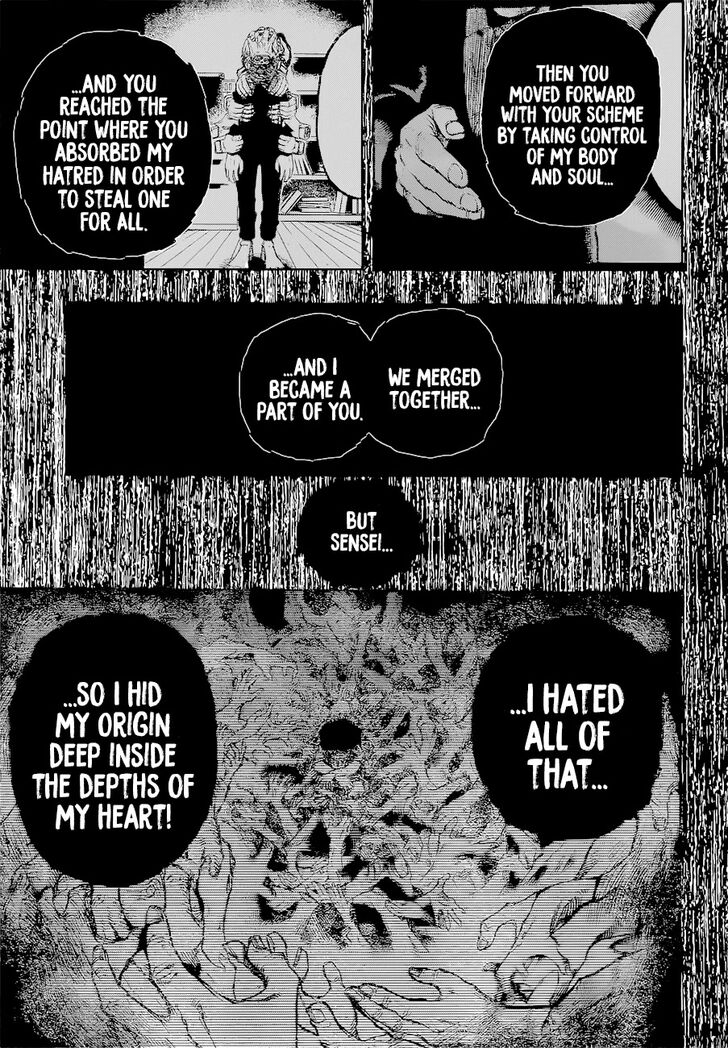 THEN YOU
MOVED FORWARD
WITH YOUR SCHEME
BY TAKING CONTROL
OF MY BODY
AND SOUL...
...AND YOU
REACHED THE
POINT WHERE YOU
ABSORBED MY
HATRED IN ORDER
TO STEAL ONE
FOR ALL.
WE MERGED
TOGETHER...
...AND I
BECAME A
PART OF YOU.
BUT
SENSEI...
...I HATED
ALL OF
THAT...
...SO I HID
MY ORIGIN
DEEP INSIDE
THE DEPTHS OF
MY HEART!